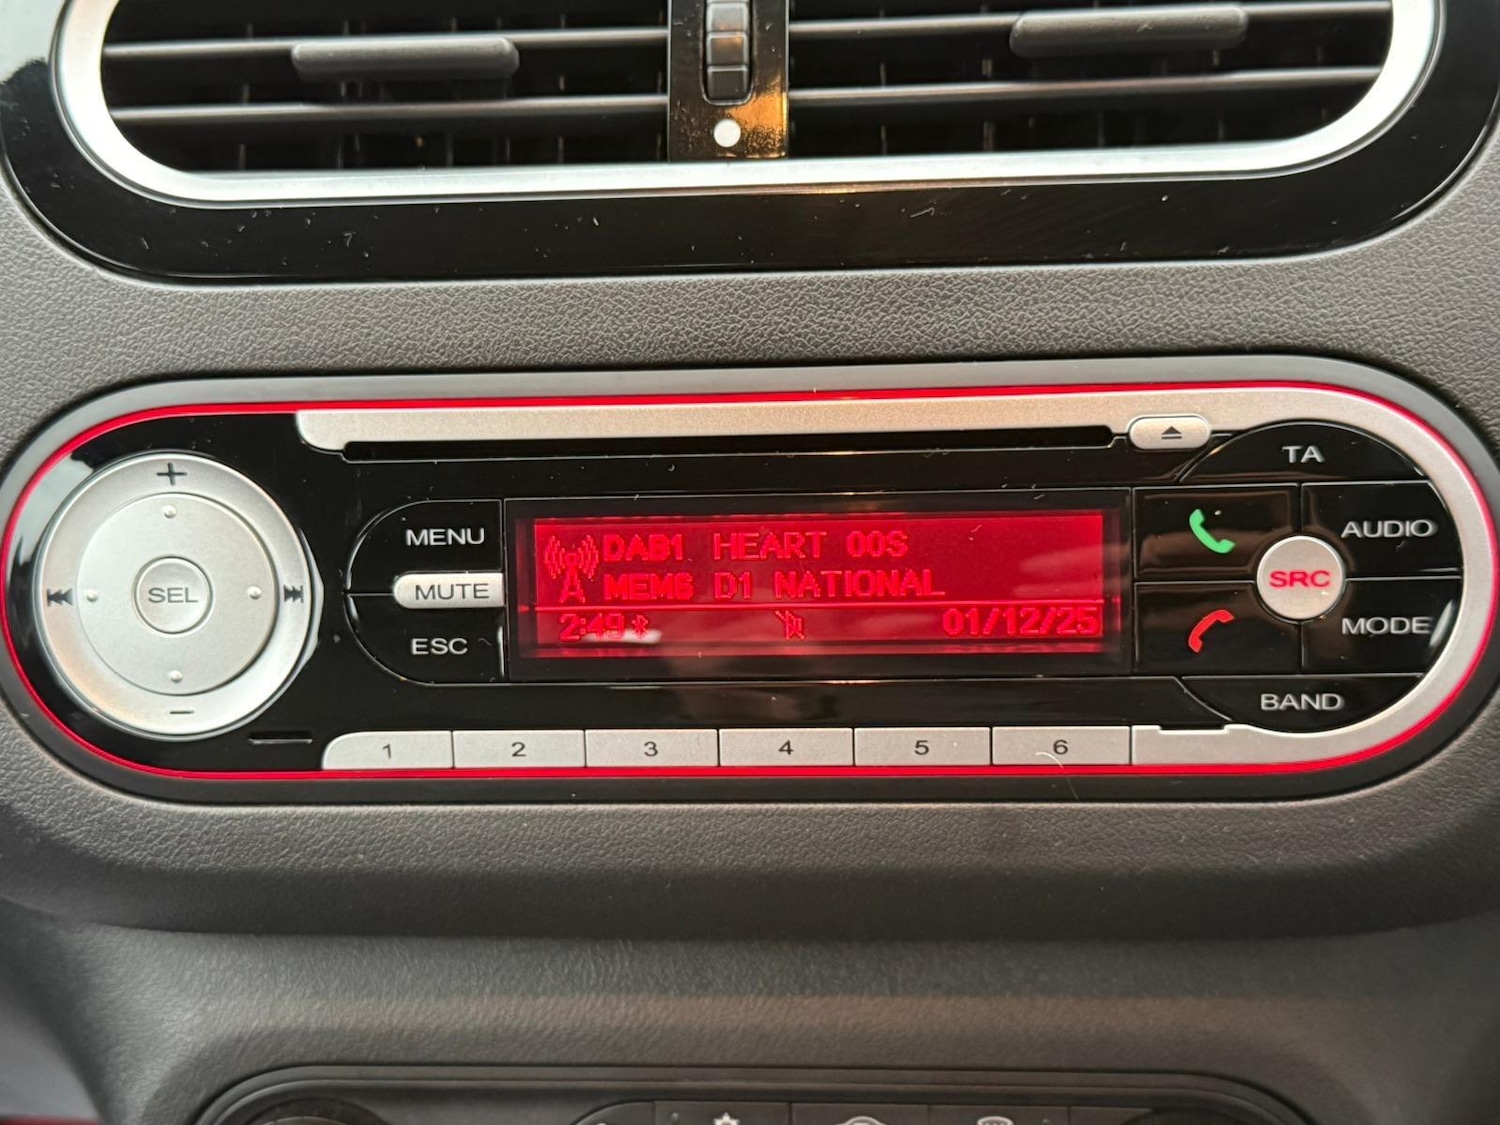 TA
MENU
MUTE
ESC
SEL
DAB1 HEART 00S
MEM6 D1 NATIONAL
2:49 01/12/25
AUDIO
SRC
MODE
BAND
1 2 3 4 5 6